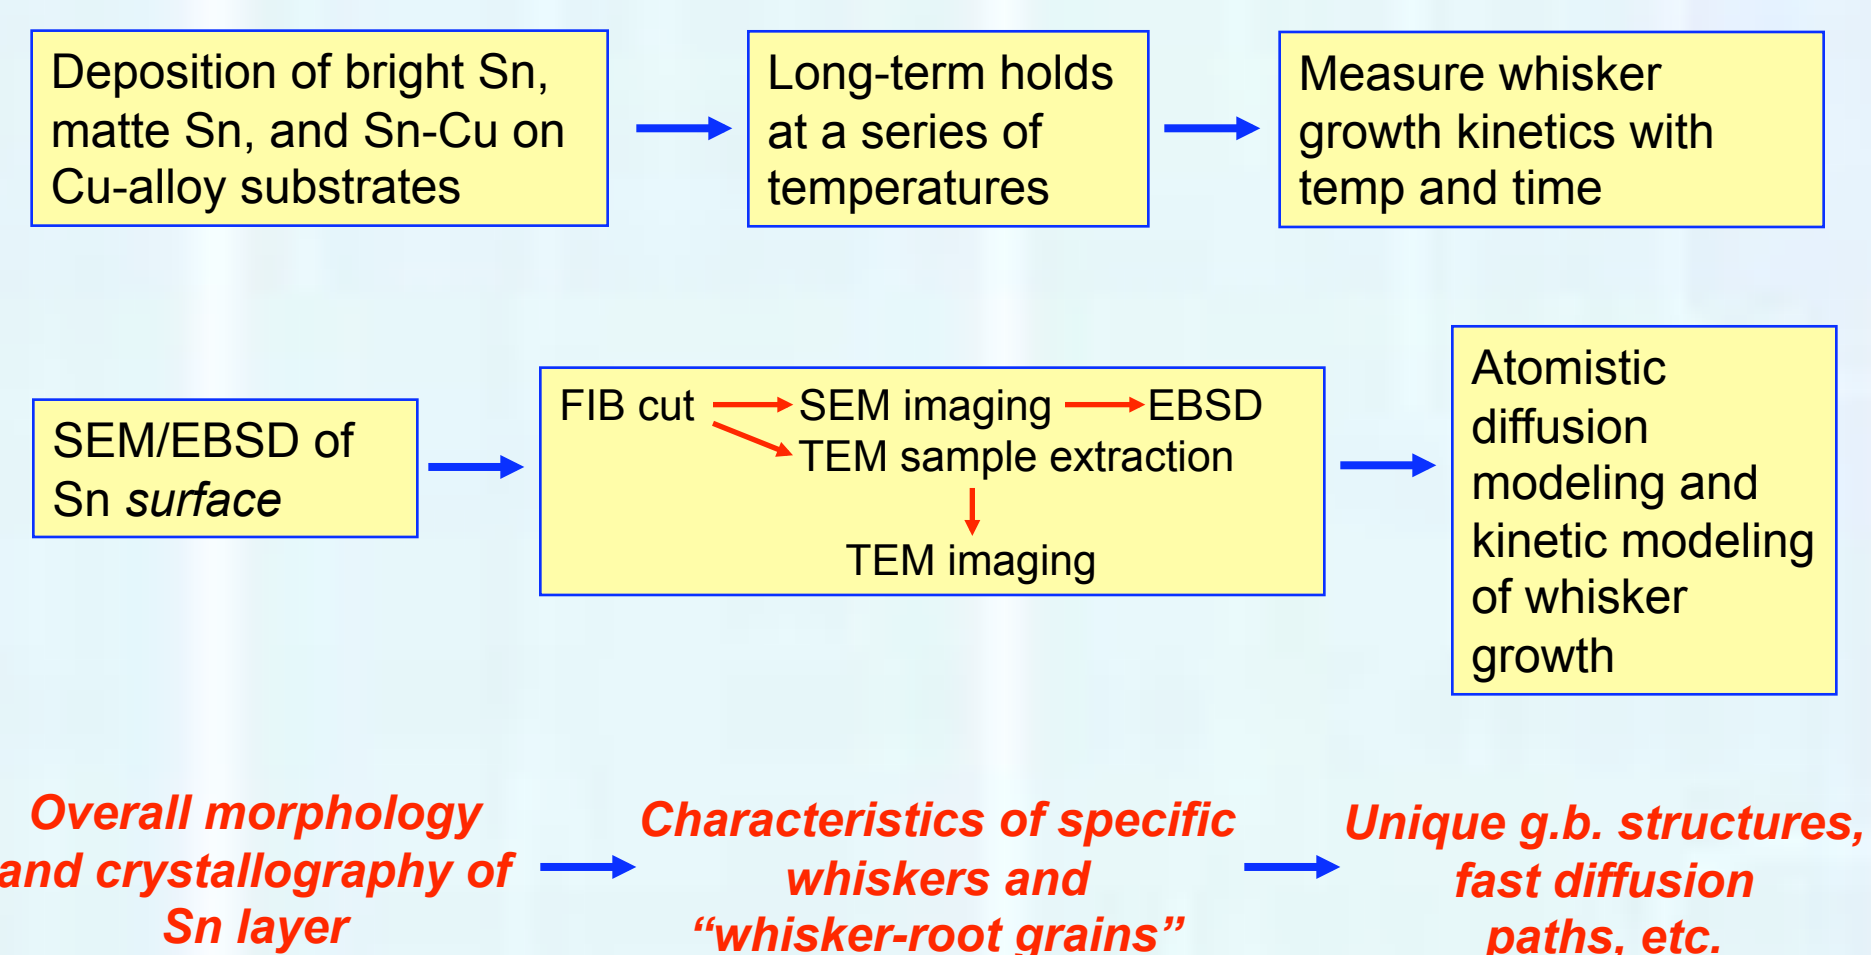 Deposition of bright Sn,
matte Sn, and Sn-Cu on
Cu-alloy substrates
Long-term holds
at a series of
temperatures
Measure whisker
growth kinetics with
temp and time
SEM/EBSD of
Sn surface
FIB cut
SEM imaging
EBSD
TEM sample extraction
TEM imaging
Atomistic
diffusion
modeling and
kinetic modeling
of whisker
growth
Overall morphology
and crystallography of
Sn layer
Characteristics of specific
whiskers and
“whisker-root grains”
Unique g.b. structures,
fast diffusion
paths, etc.